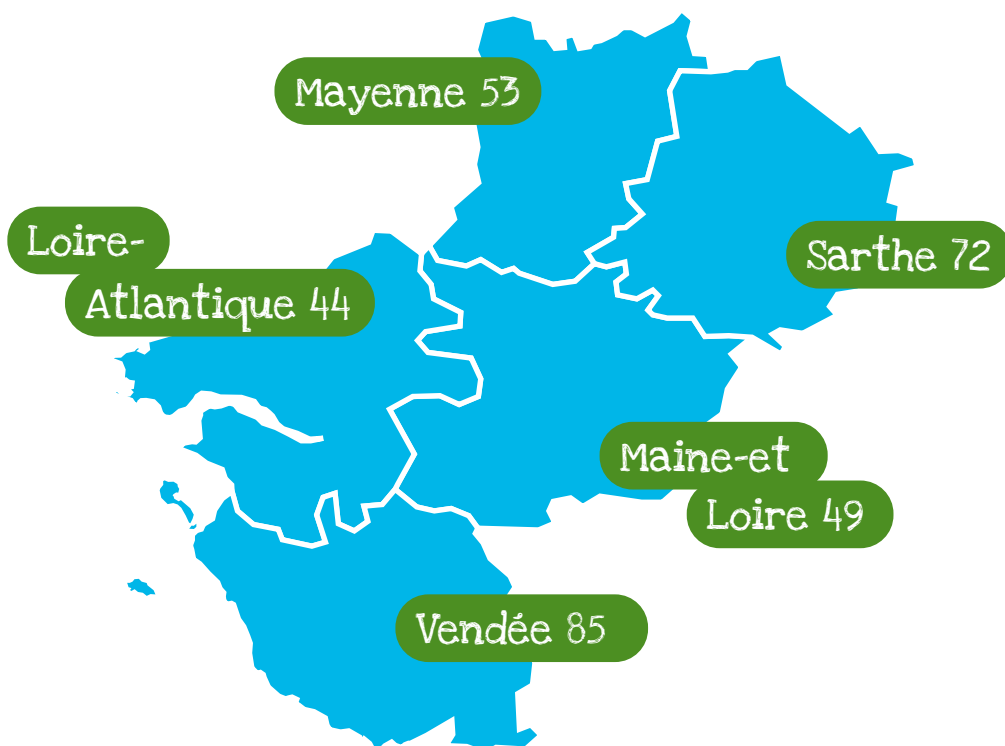 Mayenne 53
Loire-
Atlantique 44
Sarthe 72
Maine-et
Loire 49
Vendée 85